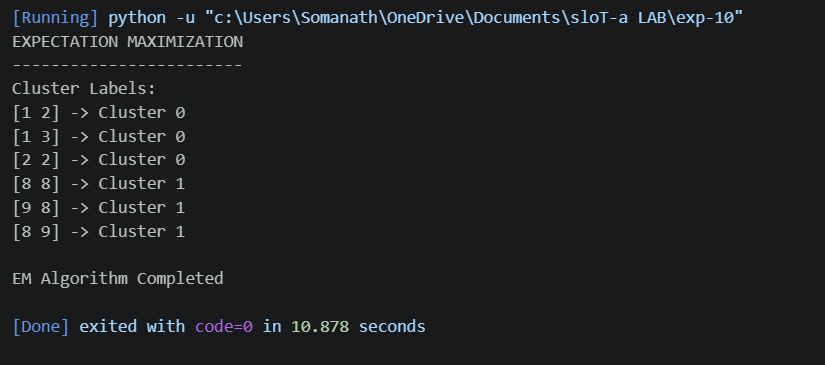 [Running] python -u "c:\Users\Somanath\OneDrive\Documents\sloT-a LAB\exp-10"
EXPECTATION MAXIMIZATION
------------------------
Cluster Labels:
[1 2] -> Cluster 0
[1 3] -> Cluster 0
[2 2] -> Cluster 0
[8 8] -> Cluster 1
[9 8] -> Cluster 1
[8 9] -> Cluster 1
EM Algorithm Completed
[Done] exited with code=0 in 10.878 seconds